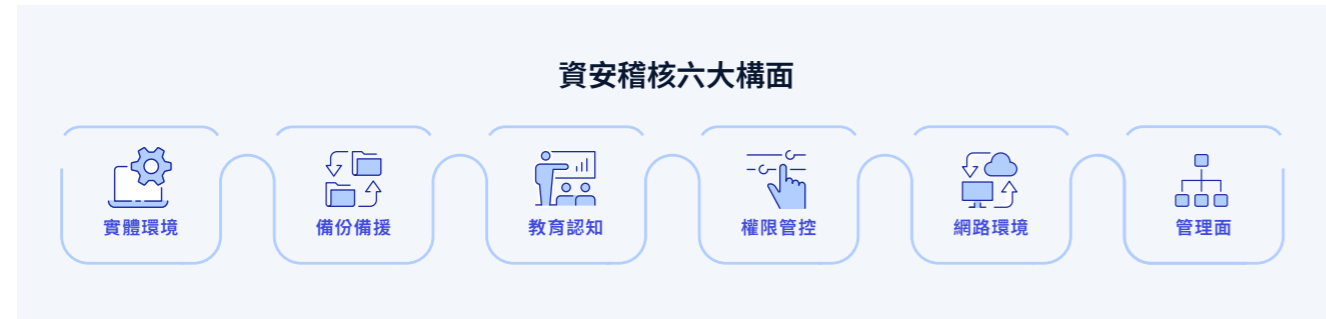 資安稽核六大構面
實體環境
備份備援
教育認知
權限管控
網路環境
管理面